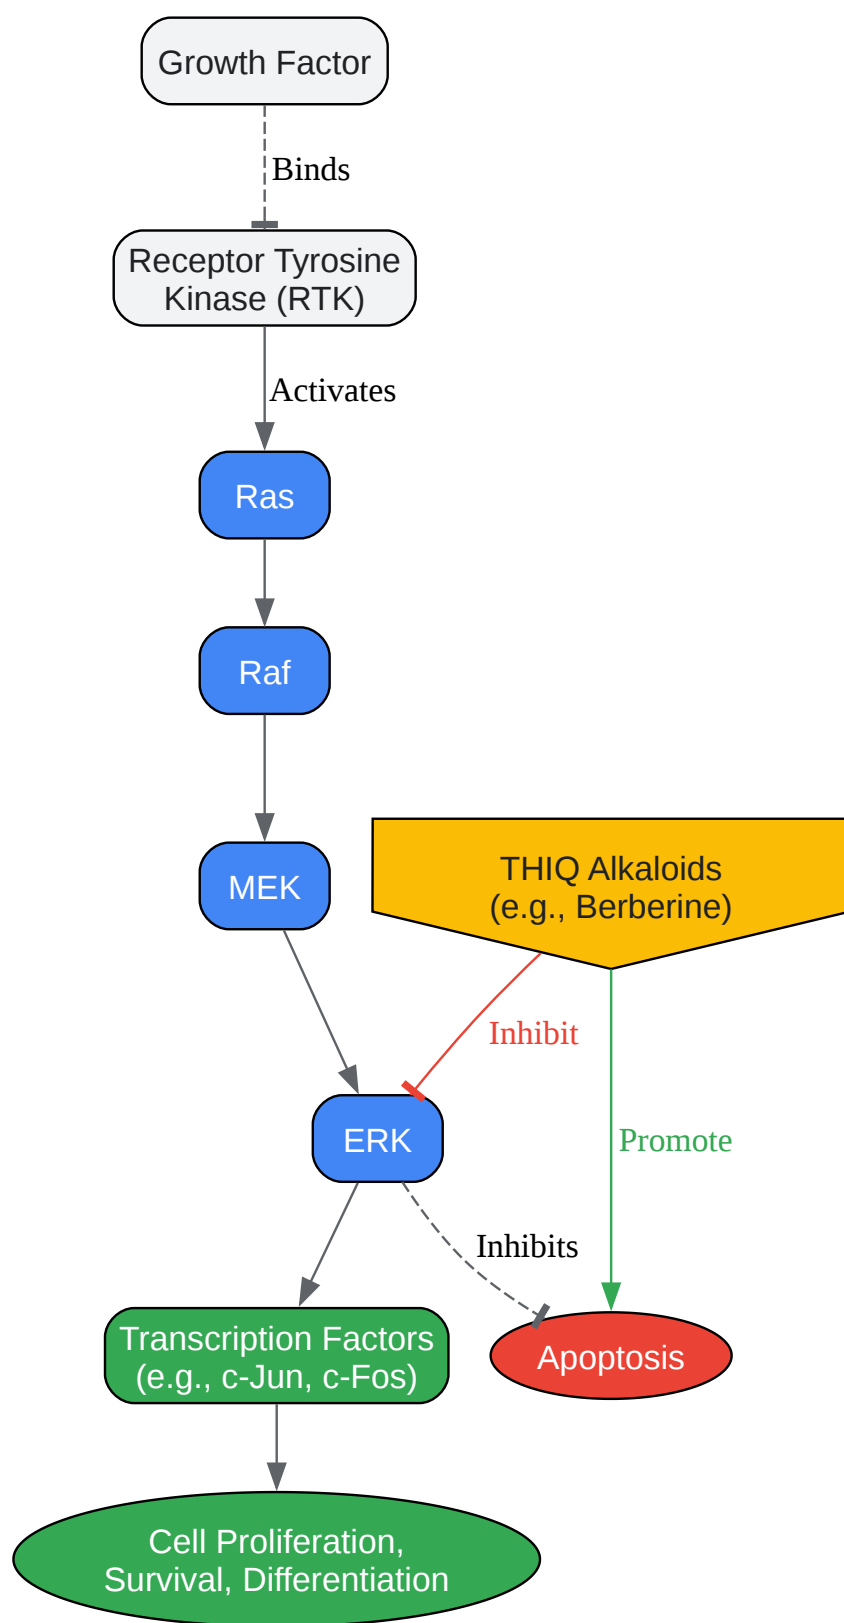 Growth Factor
Binds
Receptor Tyrosine
Kinase (RTK)
Activates
Ras
Raf
MEK
THIQ Alkaloids
(e.g., Berberine)
Inhibit
ERK
Promote
Inhibits
Transcription Factors
(e.g., c-Jun, c-Fos)
Apoptosis
Cell Proliferation,
Survival, Differentiation